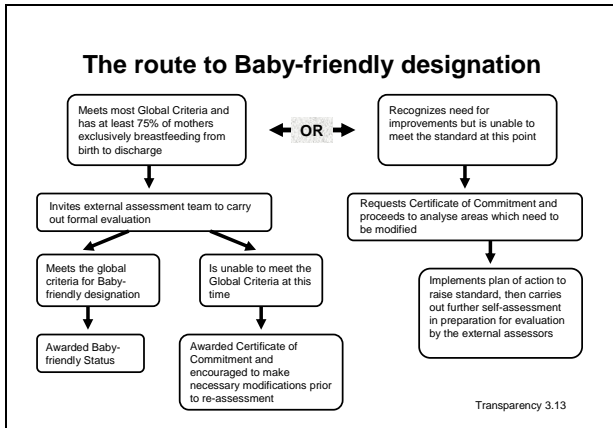 The route to Baby-friendly designation
Meets most Global Criteria and
has at least 75% of mothers
exclusively breastfeeding from
birth to discharge
OR
Recognizes need for
improvements but is unable to
meet the standard at this point
Invites external assessment team to carry
out formal evaluation
Requests Certificate of Commitment and
proceeds to analyse areas which need to
be modified
Meets the global
criteria for Baby-
friendly designation
Is unable to meet the
Global Criteria at this
time
Implements plan of action to
raise standard, then carries
out further self-assessment
in preparation for evaluation
by the external assessors
Awarded Baby-
friendly Status
Awarded Certificate of
Commitment and
encouraged to make
necessary modifications prior
to re-assessment
Transparency 3.13